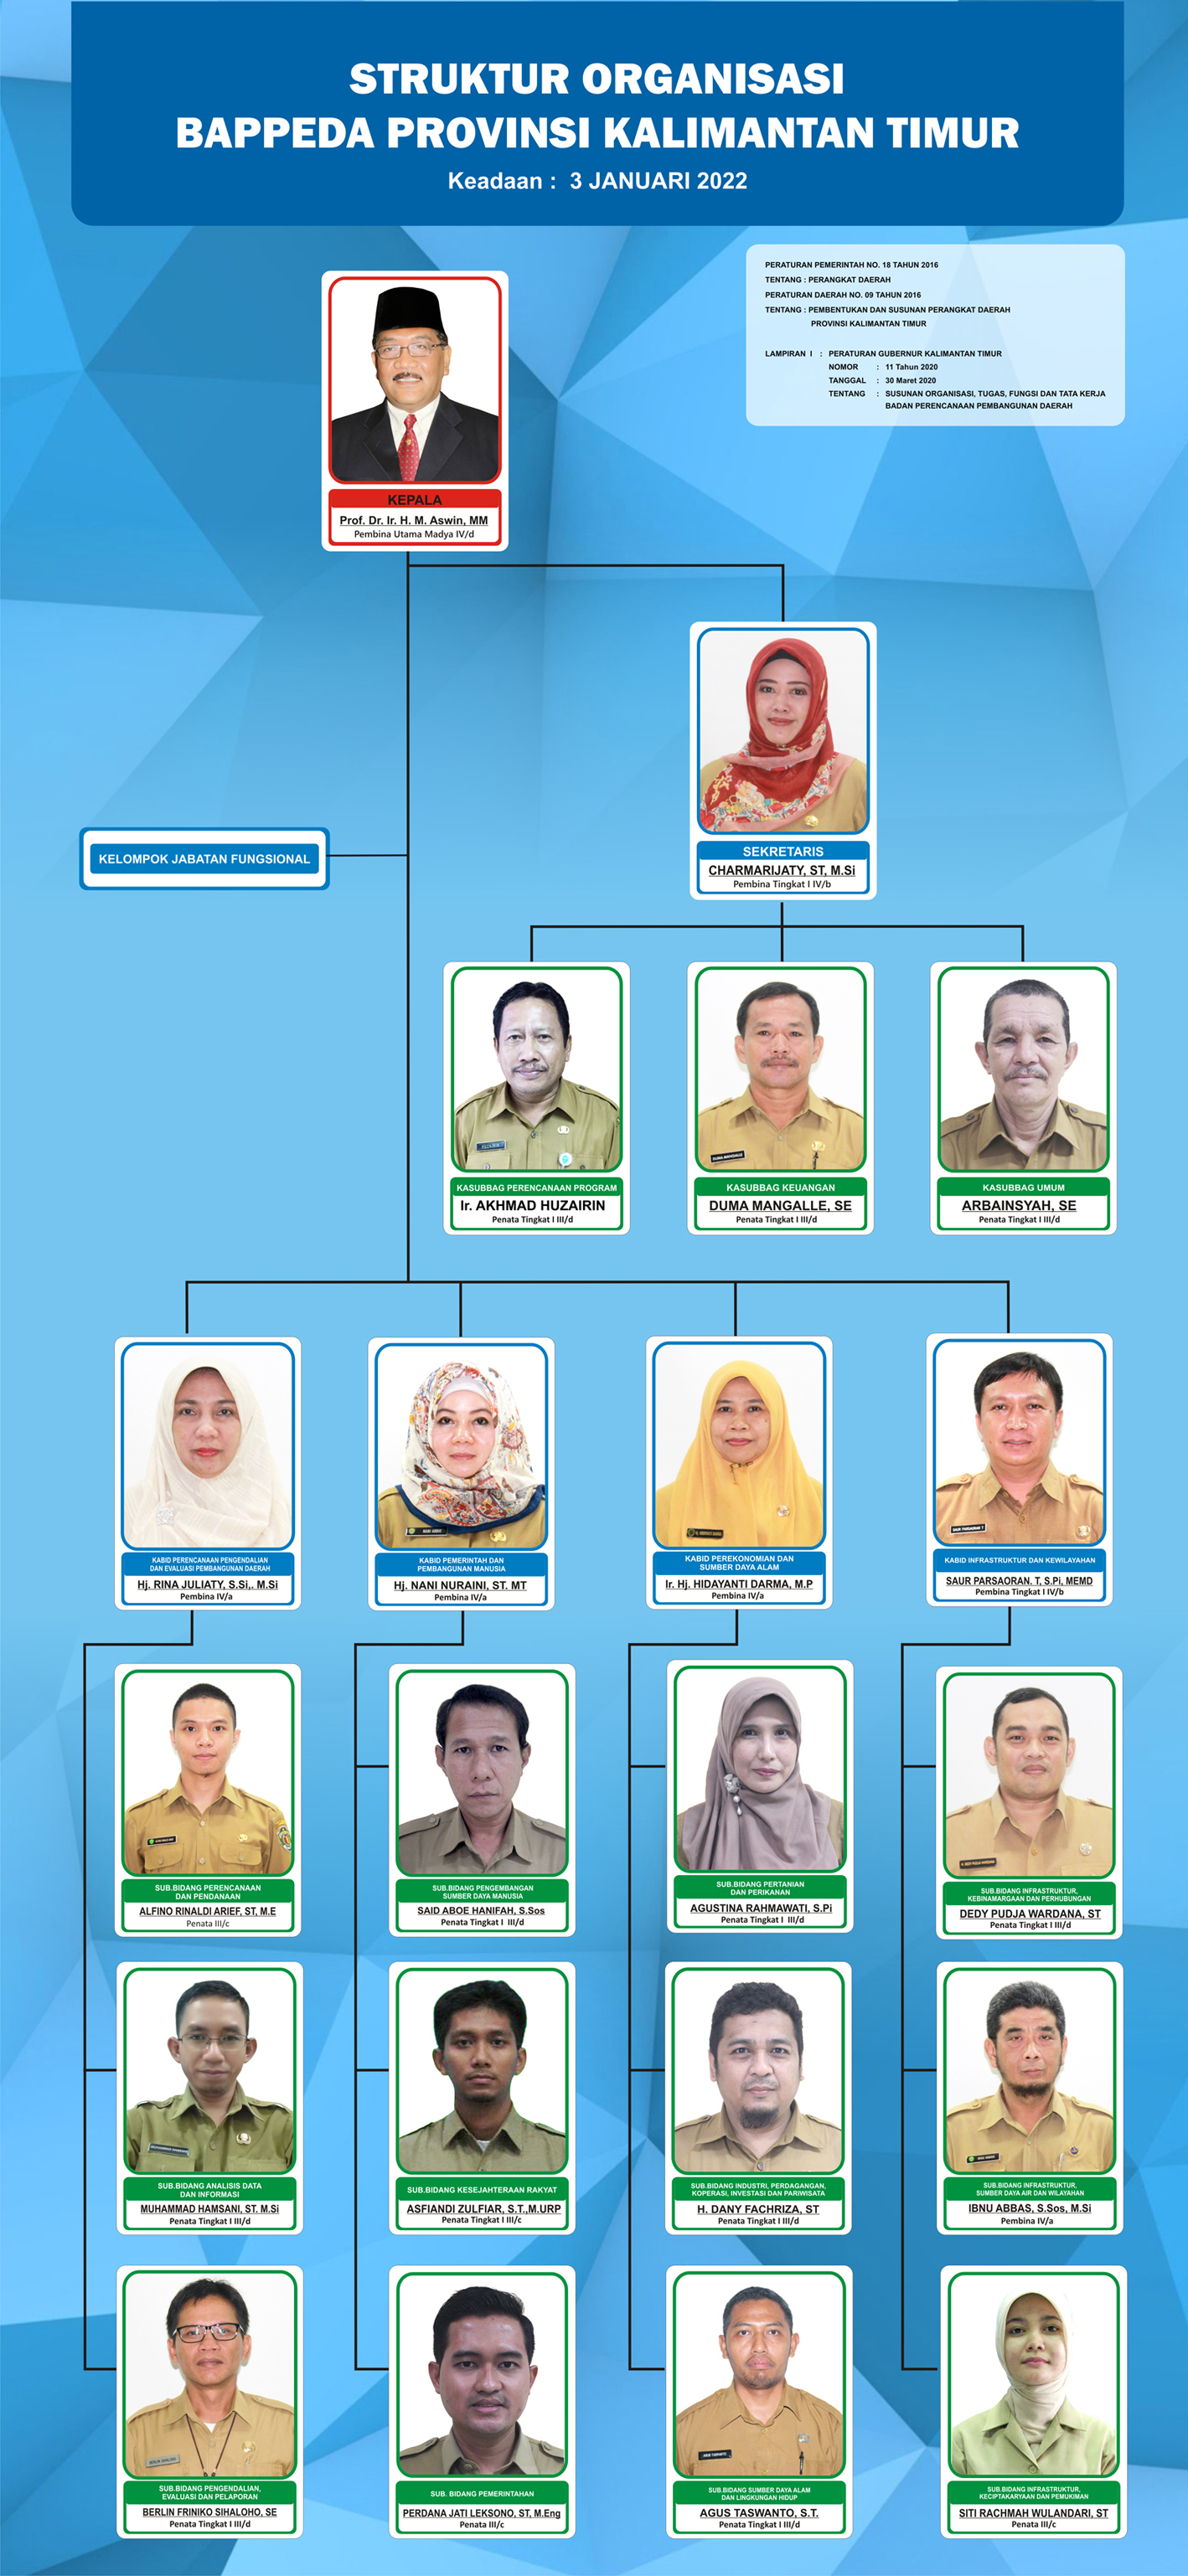 STRUKTUR ORGANISASI
BAPPEDA PROVINSI KALIMANTAN TIMUR
Keadaan : 3 JANUARI 2022
PERATURAN PEMERINTAH NO. 18 TAHUN 2016
TENTANG : PERANGKAT DAERAH
PERATURAN DAERAH NO. 09 TAHUN 2016
TENTANG : PEMBENTUKAN DAN SUSUNAN PERANGKAT DAERAH
PROVINSI KALIMANTAN TIMUR
LAMPIRAN I : PERATURAN GUBERNUR KALIMANTAN TIMUR
NOMOR : 11 Tahun 2020
TANGGAL : 30 Maret 2020
TENTANG : SUSUNAN ORGANISASI, TUGAS, FUNGSI DAN TATA KERJA
BADAN PERENCANAAN PEMBANGUNAN DAERAH
KEPALA
Prof. Dr. Ir. H. M. Aswin, MM
Pembina Utama Madya IV/d
SEKRETARIS
CHARMARIJATY, ST, M.Si
Pembina Tingkat I IV/b
KELOMPOK JABATAN FUNGSIONAL
KASUBBAG PERENCANAAN PROGRAM
Ir. AKHMAD HUZAIRIN
Penata Tingkat I III/d
KASUBBAG KEUANGAN
DUMA MANGALLE, SE
Penata Tingkat I III/d
KASUBBAG UMUM
ARBAINSYAH, SE
Penata Tingkat I III/d
KABID PERENCANAAN PENGENDALIAN
DAN EVALUASI PEMBANGUNAN DAERAH
Hj. RINA JULIATY, S.Si,. M.Si
Pembina IV/a
KABID PEMERINTAH DAN
PEMBANGUNAN MANUSIA
Hj. NANI NURAINI, ST. MT
Pembina IV/a
KABID PEREKONOMIAN DAN
SUMBER DAYA ALAM
Ir. Hj. HIDAYANTI DARMA, M.P
Pembina IV/a
KABID INFRASTRUKTUR DAN KEWILAYAHAN
SAUR PARSAORAN. T, S.Pi, MEMD
Pembina Tingkat I IV/b
SUB.BIDANG PERENCANAAN
DAN PENDANAAN
ALFINO RINALDI ARIEF, ST, M.E
Penata III/c
SUB.BIDANG PENGEMBANGAN
SUMBER DAYA MANUSIA
SAID ABOE HANIFAH, S.Sos
Penata Tingkat I III/d
SUB.BIDANG PERTANIAN
DAN PERIKANAN
AGUSTINA RAHMAWATI, S.Pi
Penata Tingkat I III/d
SUB.BIDANG INFRASTRUKTUR,
KEBINAMARGAAN DAN PERHUBUNGAN
DEDY PUDJA WARDANA, ST
Penata Tingkat I III/d
SUB.BIDANG ANALISIS DATA
DAN INFORMASI
MUHAMMAD HAMSANI, ST. M.Si
Penata Tingkat I III/d
SUB.BIDANG KESEJAHTERAAN RAKYAT
ASFIANDI ZULFIAR, S.T.,M.URP
Penata Tingkat I III/c
SUB.BIDANG INDUSTRI, PERDAGANGAN,
KOPERASI, INVESTASI DAN PARIWISATA
H. DANY FACHRIZA, ST
Penata Tingkat I III/d
SUB.BIDANG INFRASTRUKTUR,
SUMBER DAYA AIR DAN WILAYAHAN
IBNU ABBAS, S.Sos, M.Si
Pembina IV/a
SUB.BIDANG PENGENDALIAN,
EVALUASI DAN PELAPORAN
BERLIN FRINIKO SIHALOHO, SE
Penata Tingkat I III/d
SUB. BIDANG PEMERINTAHAN
PERDANA JATI LEKSONO, ST, M.Eng
Penata III/c
SUB.BIDANG SUMBER DAYA ALAM
DAN LINGKUNGAN HIDUP
AGUS TASWANTO, S.T.
Penata Tingkat I III/d
SUB.BIDANG INFRASTRUKTUR,
KECIPTAKARYAAN DAN PEMUKIMAN
SITI RACHMAH WULANDARI, ST
Penata III/c